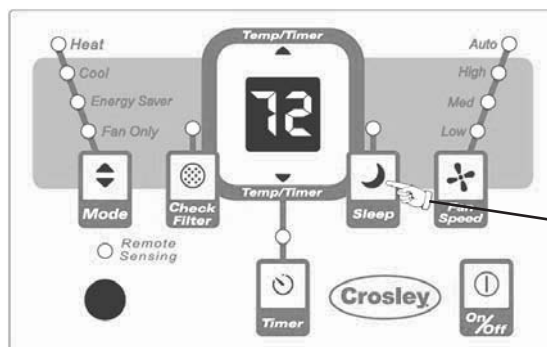 Temp/Timer
Heat
Auto
Cool
High
Energy Saver
Med
Fan Only
Low
72
Temp/Timer
Mode
Check
Filter
Sleep
Fan
Speed
Remote
Sensing
Timer
Crosley
On/Off